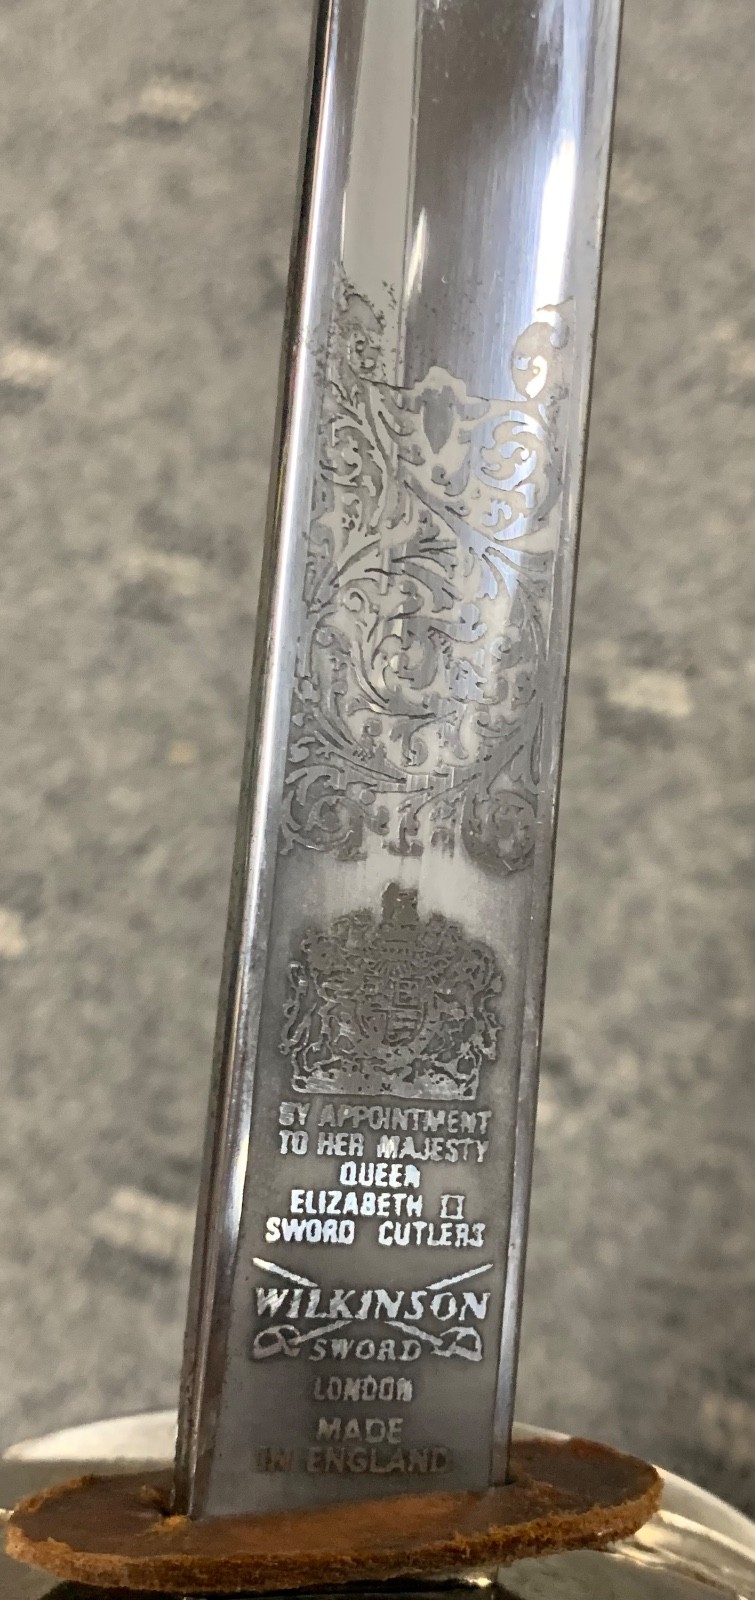 BY APPOINTMENT
TO HER MAJESTY
QUEEN
ELIZABETH II
SWORD CUTLERS
WILKINSON
SWORD
LONDON
MADE
IN ENGLAND